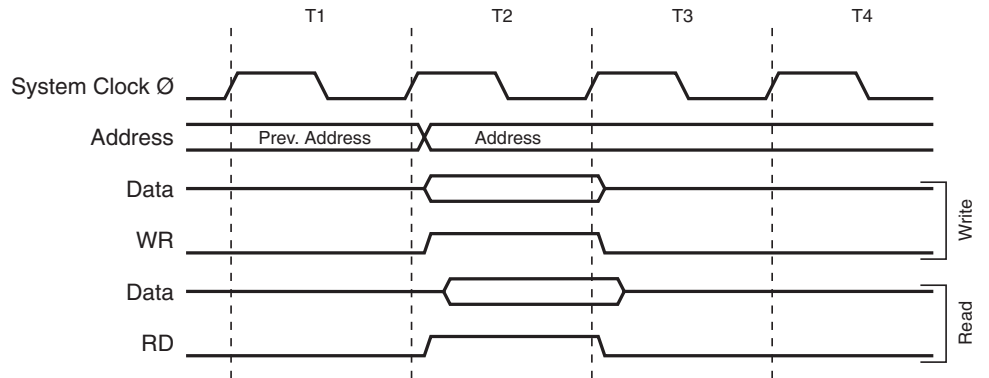 T1 T2 T3 T4
System Clock Ø
Address Prev. Address Address
Data
WR
Write
Data
RD
Read